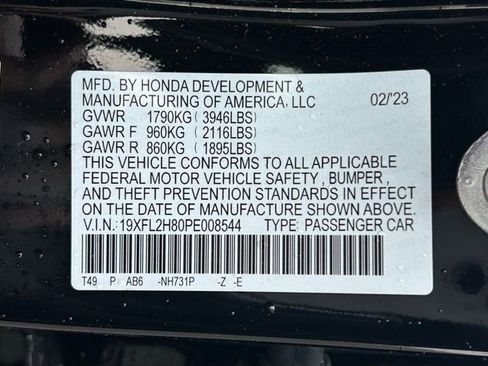 MFD. BY HONDA DEVELOPMENT &
MANUFACTURING OF AMERICA, LLC 02/'23
GVWR 1790KG ( 3946LBS)
GAWR F 960KG ( 2116LBS)
GAWR R 860KG ( 1895LBS)
THIS VEHICLE CONFORMS TO ALL APPLICABLE
FEDERAL MOTOR VEHICLE SAFETY , BUMPER ,
AND THEFT PREVENTION STANDARDS IN EFFECT
ON THE DATE OF MANUFACTURE SHOWN ABOVE.
V.I.N.: 19XFL2H80PE008544 TYPE: PASSENGER CAR
T49 P AB6 -NH731P -Z -E